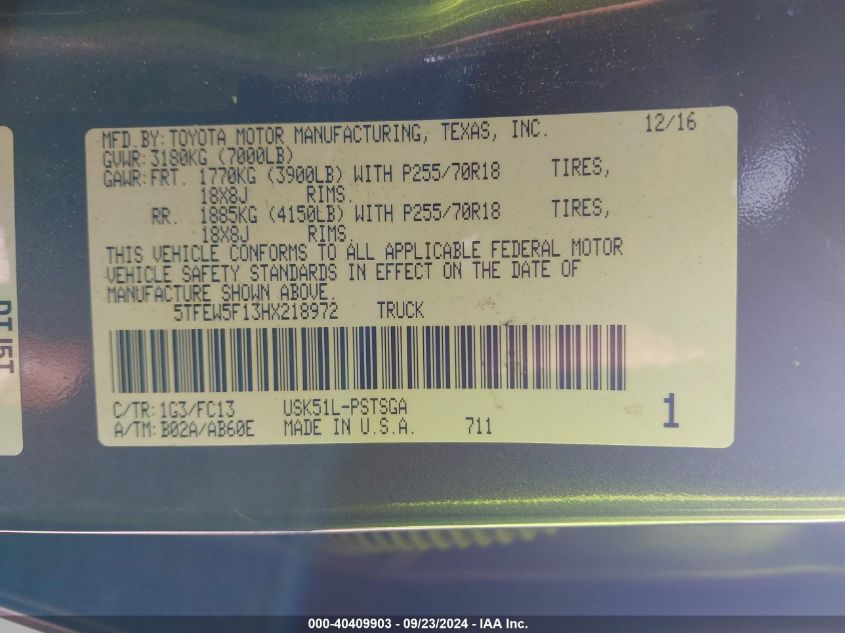 MFD.BY: TOYOTA MOTOR MANUFACTURING, TEXAS, INC. 12/16
GVWR: 3180KG (7000LB)
GAWR: FRT. 1770KG (3900LB) WITH P255/70R18 TIRES,
18X8J RIMS.
RR. 1885KG (4150LB) WITH P255/70R18 TIRES,
18X8J RIMS.
THIS VEHICLE CONFORMS TO ALL APPLICABLE FEDERAL MOTOR
VEHICLE SAFETY STANDARDS IN EFFECT ON THE DATE OF
MANUFACTURE SHOWN ABOVE.
5TFEW5F13HX218972 TRUCK
C/TR: 1G3/FC13 USK51L-PSTSGA 1
A/TM: B02A/AB60E MADE IN U.S.A. 711
000-40409903 - 09/23/2024 - IAA Inc.